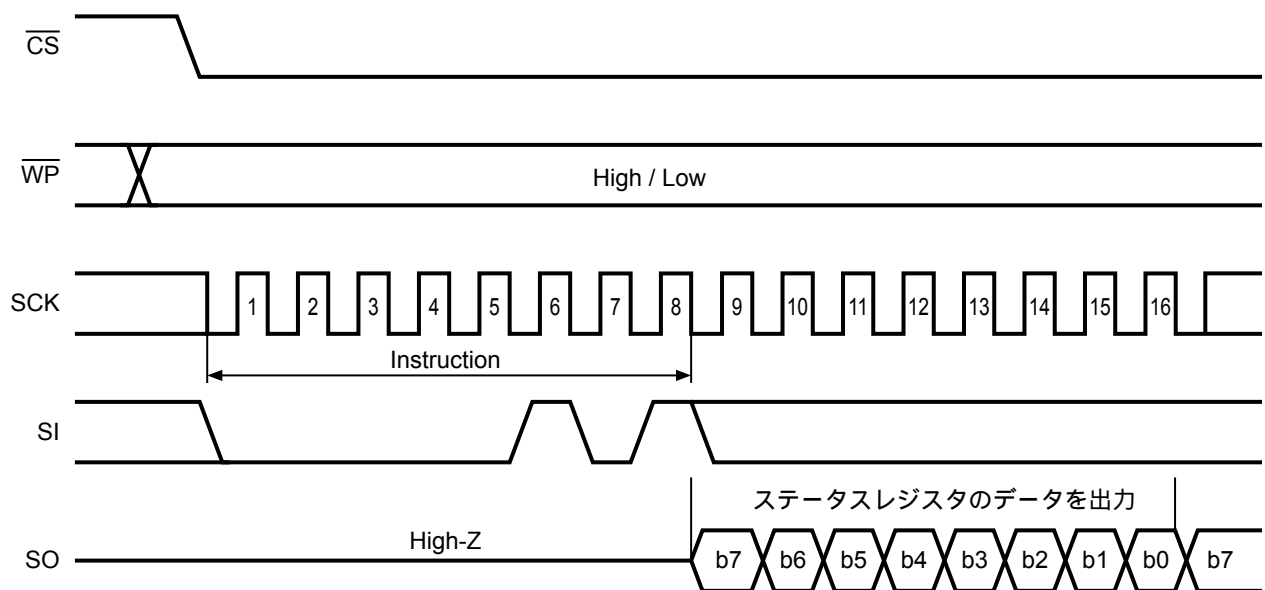 CS
WP
High / Low
SCK
1 2 3 4 5 6 7 8 9 10 11 12 13 14 15 16
Instruction
SI
ステータスレジスタのデータを出力
High-Z
SO
b7 b6 b5 b4 b3 b2 b1 b0 b7